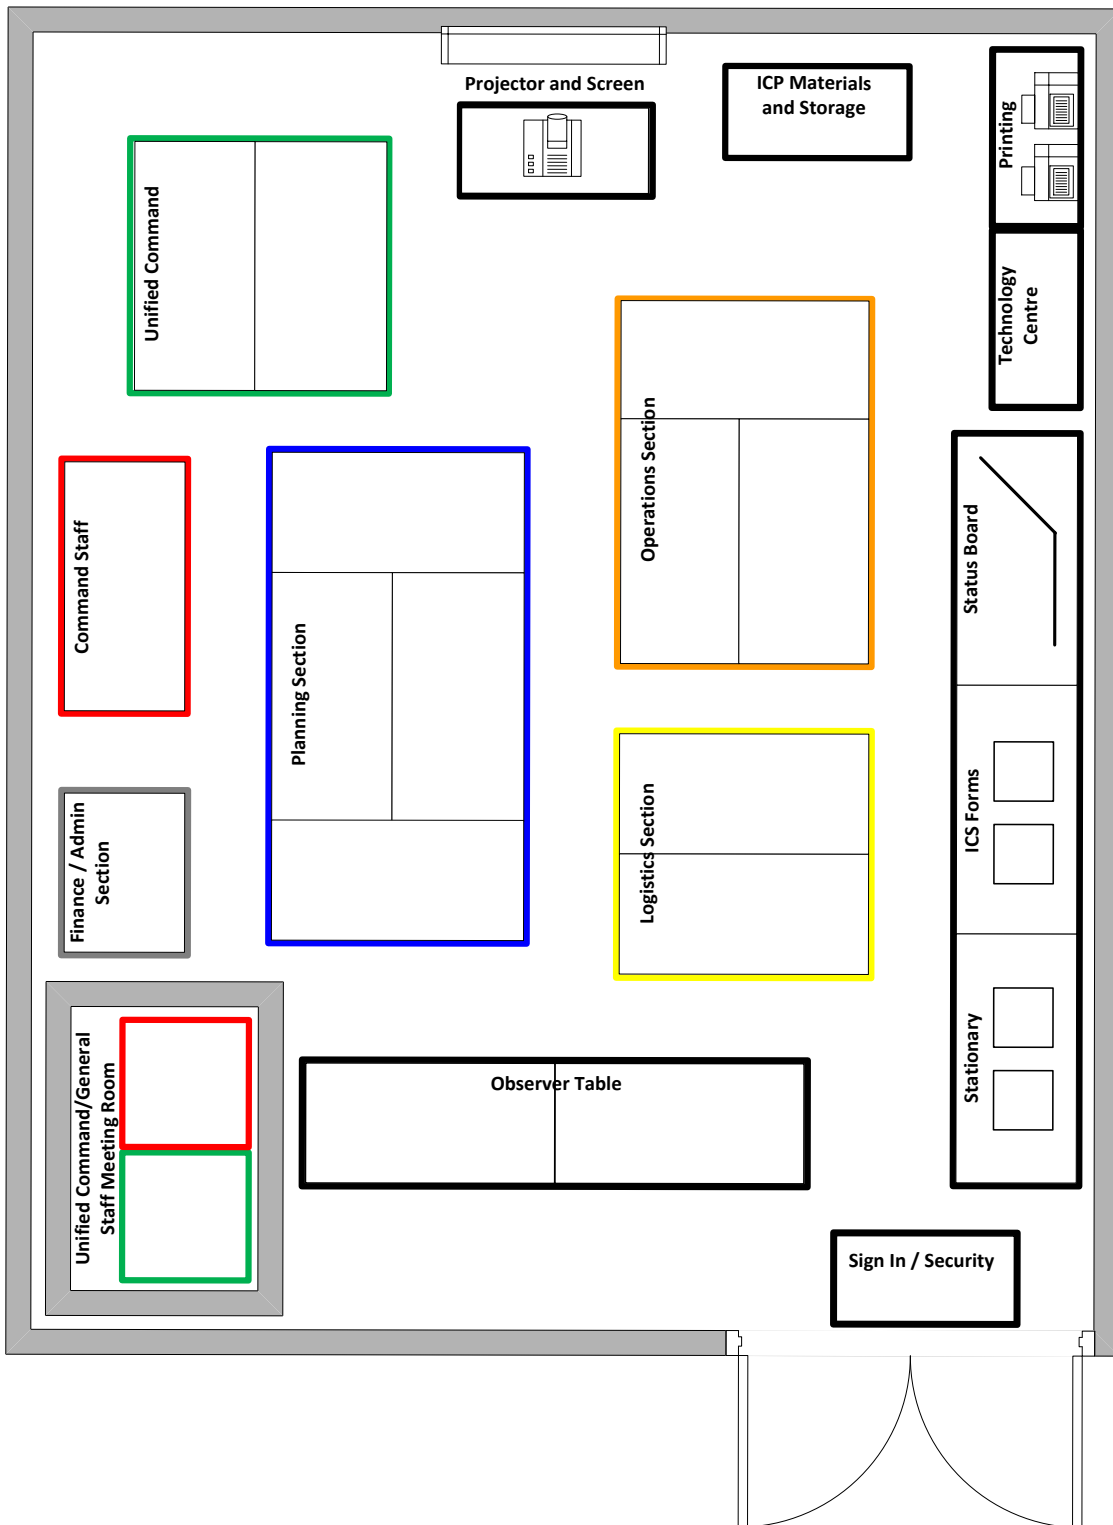 Projector and Screen
ICP Materials
and Storage
Printing
Unified Command
Technology
Centre
Operations Section
Command Staff
Status Board
Planning Section
Finance / Admin
Section
Logistics Section
ICS Forms
Unified Command/General
Staff Meeting Room
Observer Table
Stationary
Sign In / Security